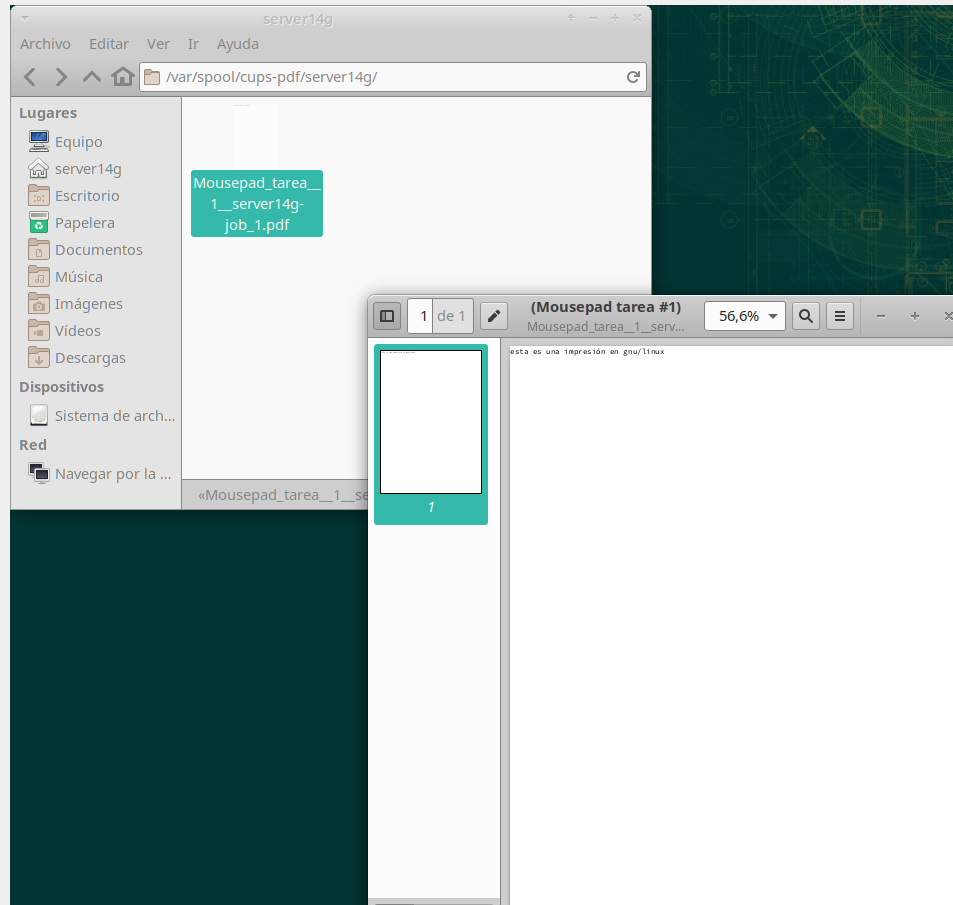 server14g
Archivo Editar Ver Ir Ayuda
/var/spool/cups-pdf/server14g/
Lugares
Equipo
server14g
Escritorio
Papelera
Documentos
Música
Imágenes
Vídeos
Descargas
Dispositivos
Sistema de arch...
Red
Navegar por la ...
Mousepad_tarea__
1__server14g-
job_1.pdf
«Mousepad_tarea__1__se
1 de 1
(Mousepad tarea #1)
Mousepad_tarea__1__serv...
56,6%
1
esta es una impresión en gnu/linux